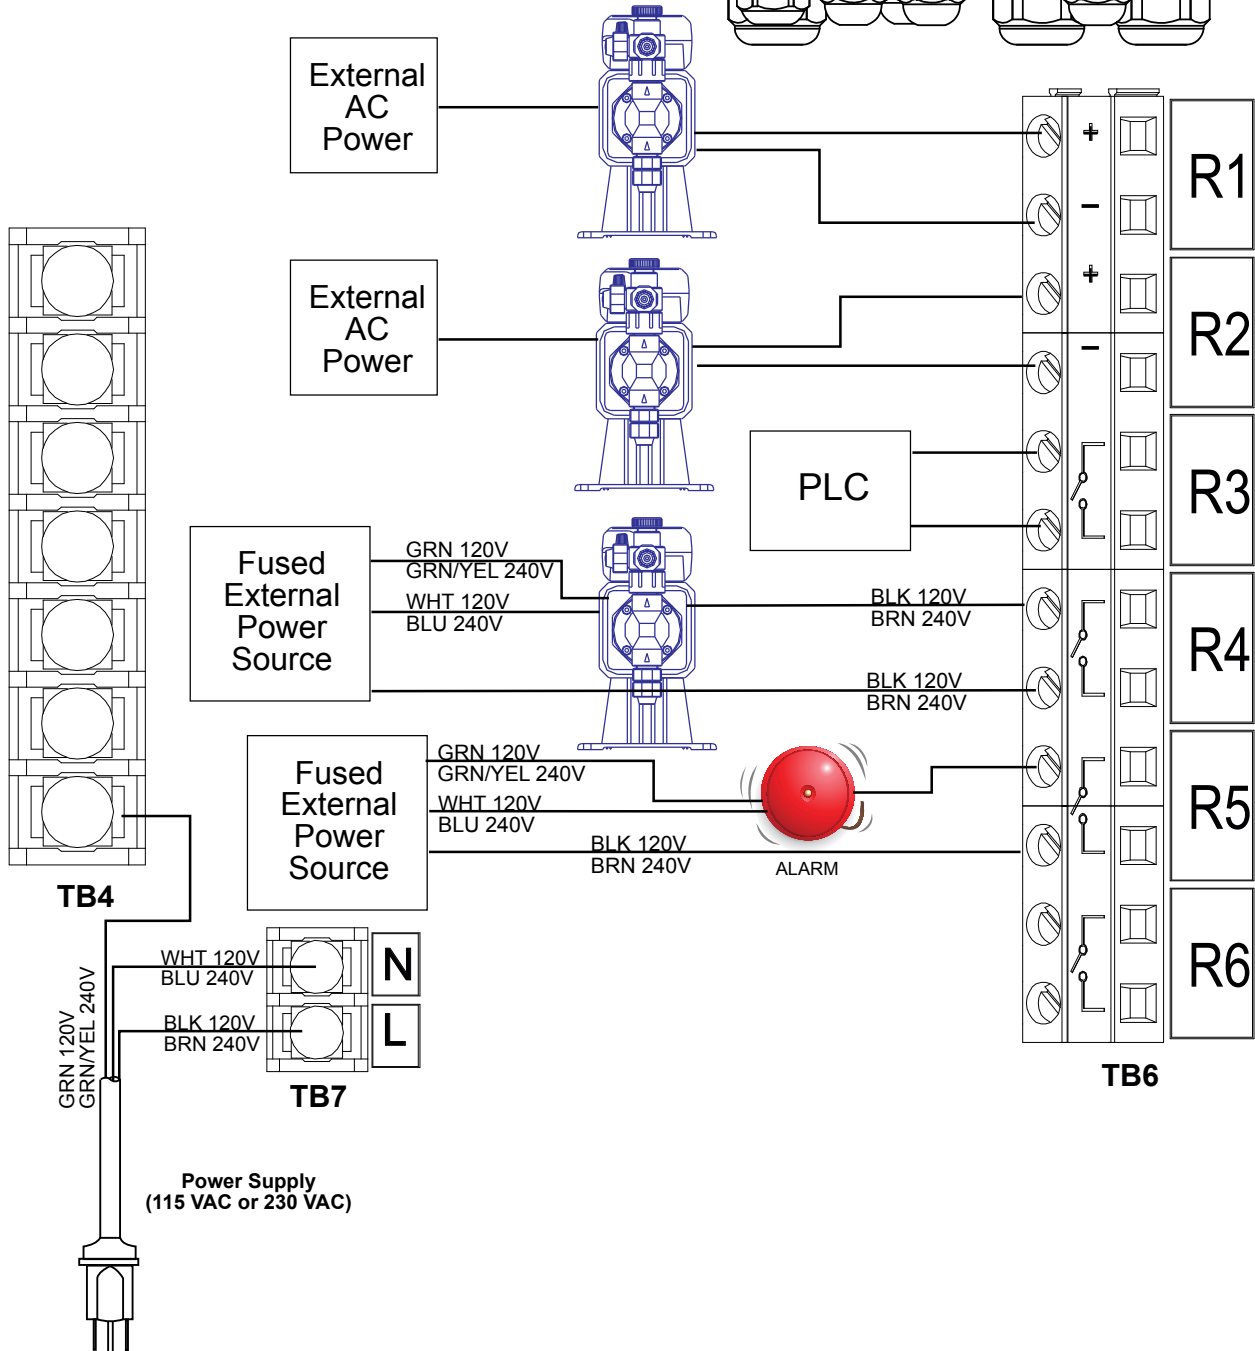 External
AC
Power
+
−
R1
External
AC
Power
+
−
R2
PLC
R3
Fused
External
Power
Source
GRN 120V
GRN/YEL 240V
WHT 120V
BLU 240V
BLK 120V
BRN 240V
R4
BLK 120V
BRN 240V
Fused
External
Power
Source
GRN 120V
GRN/YEL 240V
WHT 120V
BLU 240V
BLK 120V
BRN 240V
ALARM
R5
R6
TB4
WHT 120V
BLU 240V
N
BLK 120V
BRN 240V
L
GRN 120V
GRN/YEL 240V
TB7
TB6
Power Supply
(115 VAC or 230 VAC)